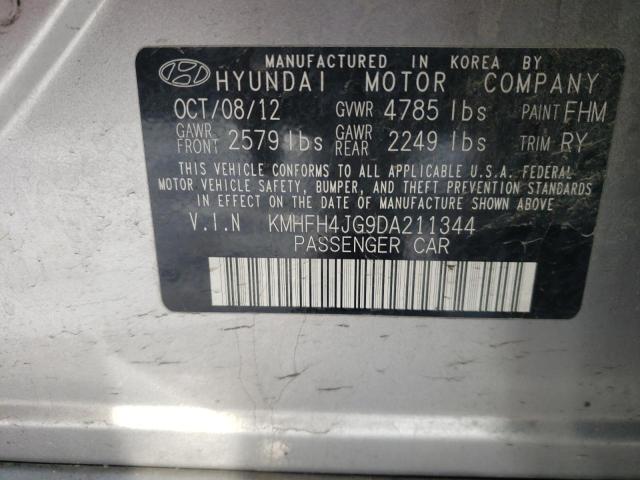 MANUFACTURED IN KOREA BY
HYUNDAI MOTOR COMPANY
OCT/08/12 GVWR 4785 lbs PAINT FHM
GAWR FRONT 2579 lbs GAWR REAR 2249 lbs TRIM RY
THIS VEHICLE CONFORMS TO ALL APPLICABLE U.S.A. FEDERAL
MOTOR VEHICLE SAFETY, BUMPER, AND THEFT PREVENTION STANDARDS
IN EFFECT ON THE DATE OF MANUFACTURE SHOWN ABOVE.
V.I.N KMHFH4JG9DA211344
PASSENGER CAR